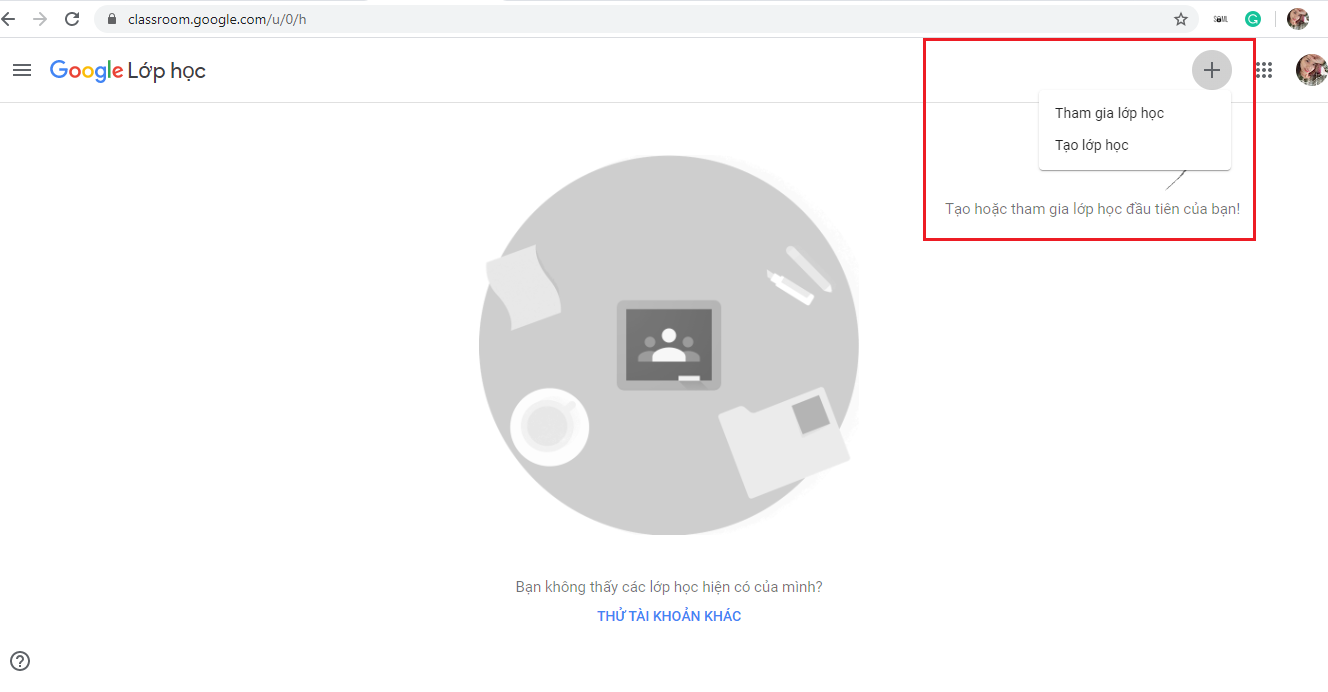 classroom.google.com/u/0/h
Google Lớp học
Tham gia lớp học
Tạo lớp học
Tạo hoặc tham gia lớp học đầu tiên của bạn!
Bạn không thấy các lớp học hiện có của mình?
THỬ TÀI KHOẢN KHÁC